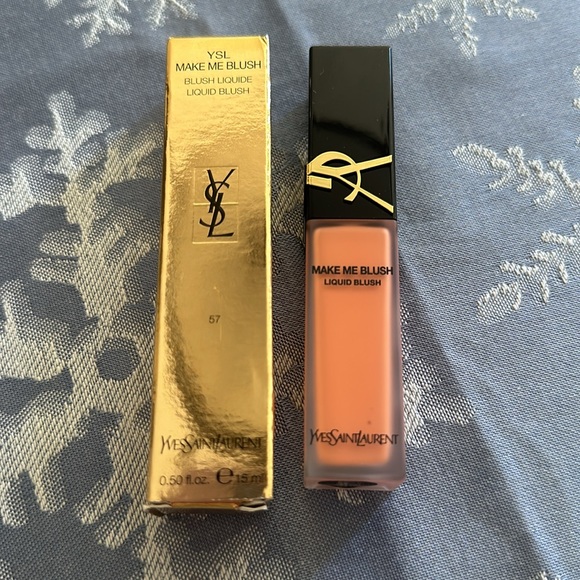 YSL
MAKE ME BLUSH
BLUSH LIQUIDE
LIQUID BLUSH
YSL
57
YVESSAINTLAURENT
0.50 fl.oz. ℮ 15 ml
YSL
MAKE ME BLUSH
LIQUID BLUSH
YVESSAINTLAURENT